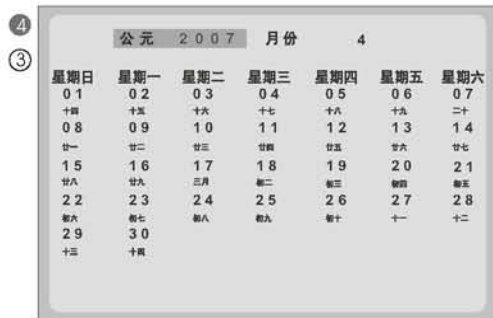 ④
公元 2007 月份 4
③
星期日 星期一 星期二 星期三 星期四 星期五 星期六
01 02 03 04 05 06 07
十四 十五 十六 十七 十八 十九 二十
08 09 10 11 12 13 14
廿一 廿二 廿三 廿四 廿五 廿六 廿七
15 16 17 18 19 20 21
廿八 廿九 三月 初二 初三 初四 初五
22 23 24 25 26 27 28
初六 初七 初八 初九 初十 十一 十二
29 30
十三 十四